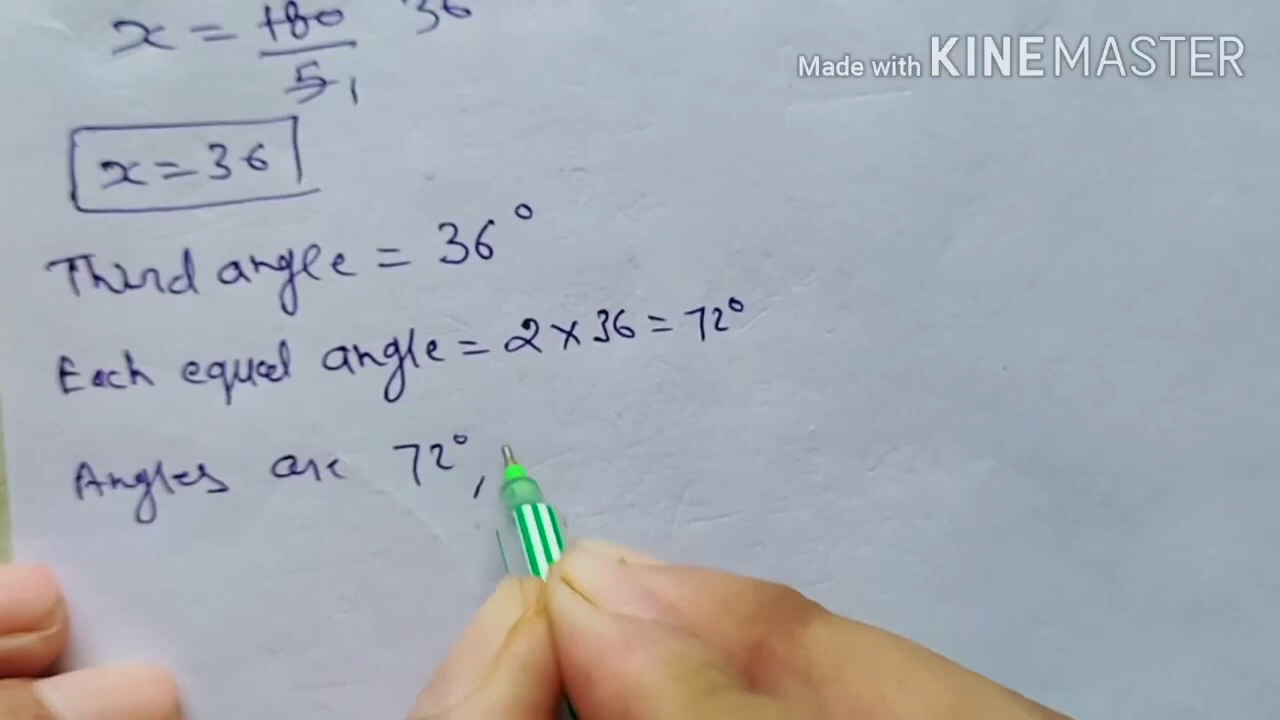 x = 180/5 36
1
Made with KINEMASTER
x = 36
Third angle = 36°
Each equal angle = 2 × 36 = 72°
Angles are 72°,